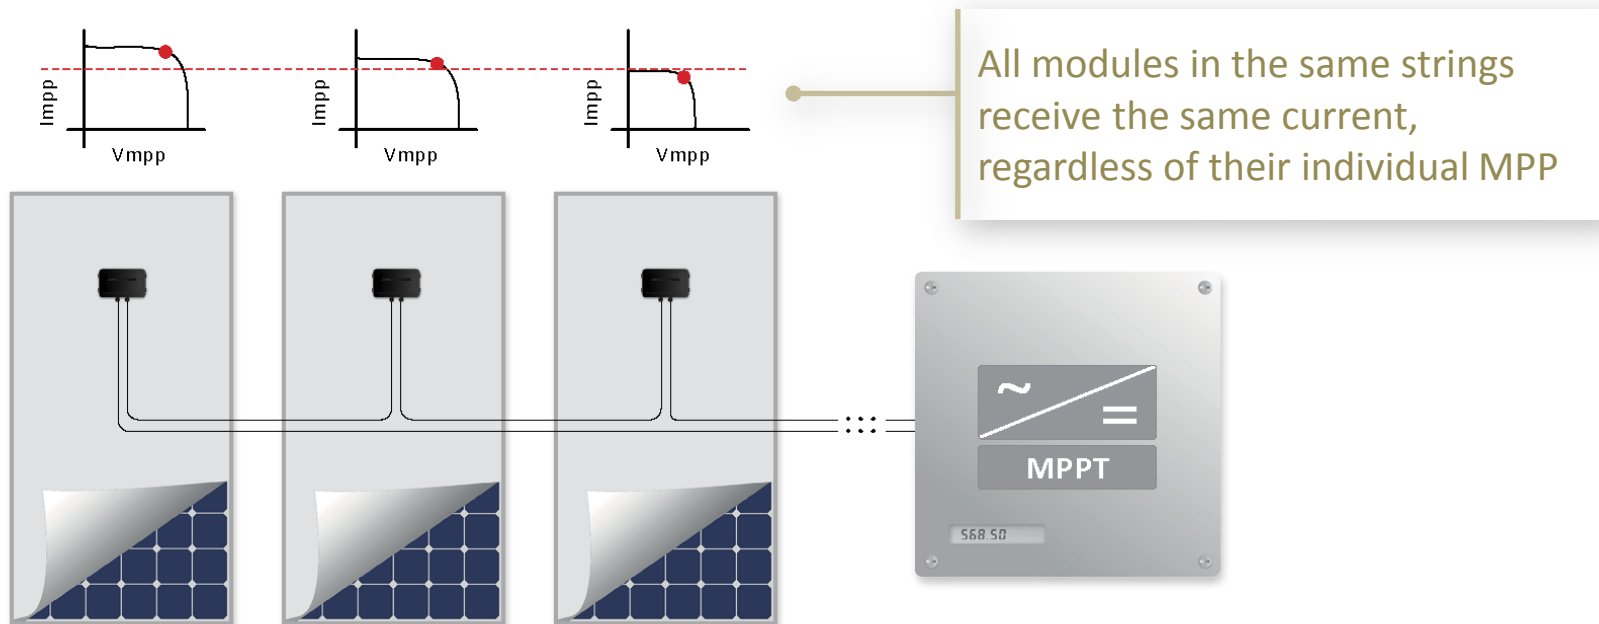 Impp
Vmpp
Impp
Vmpp
Impp
Vmpp
All modules in the same strings
receive the same current,
regardless of their individual MPP
~
=
MPPT
568.50